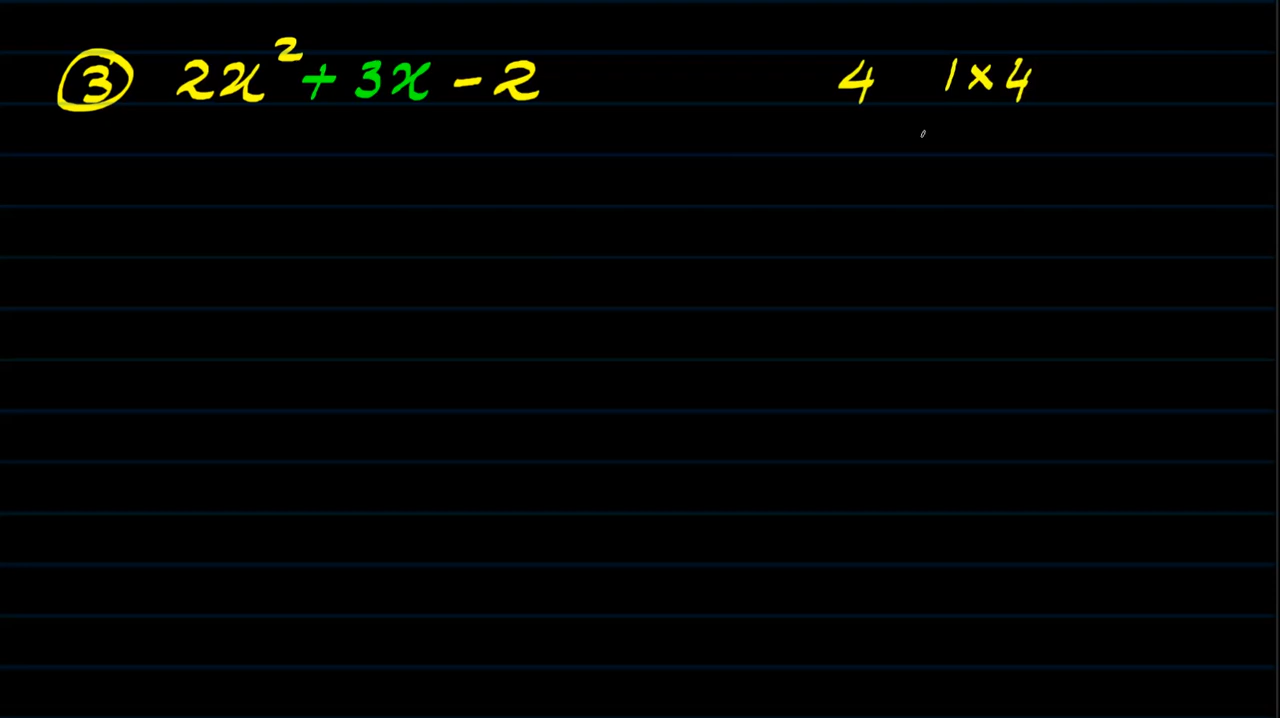 ③ 2x² + 3x - 2 4 1×4